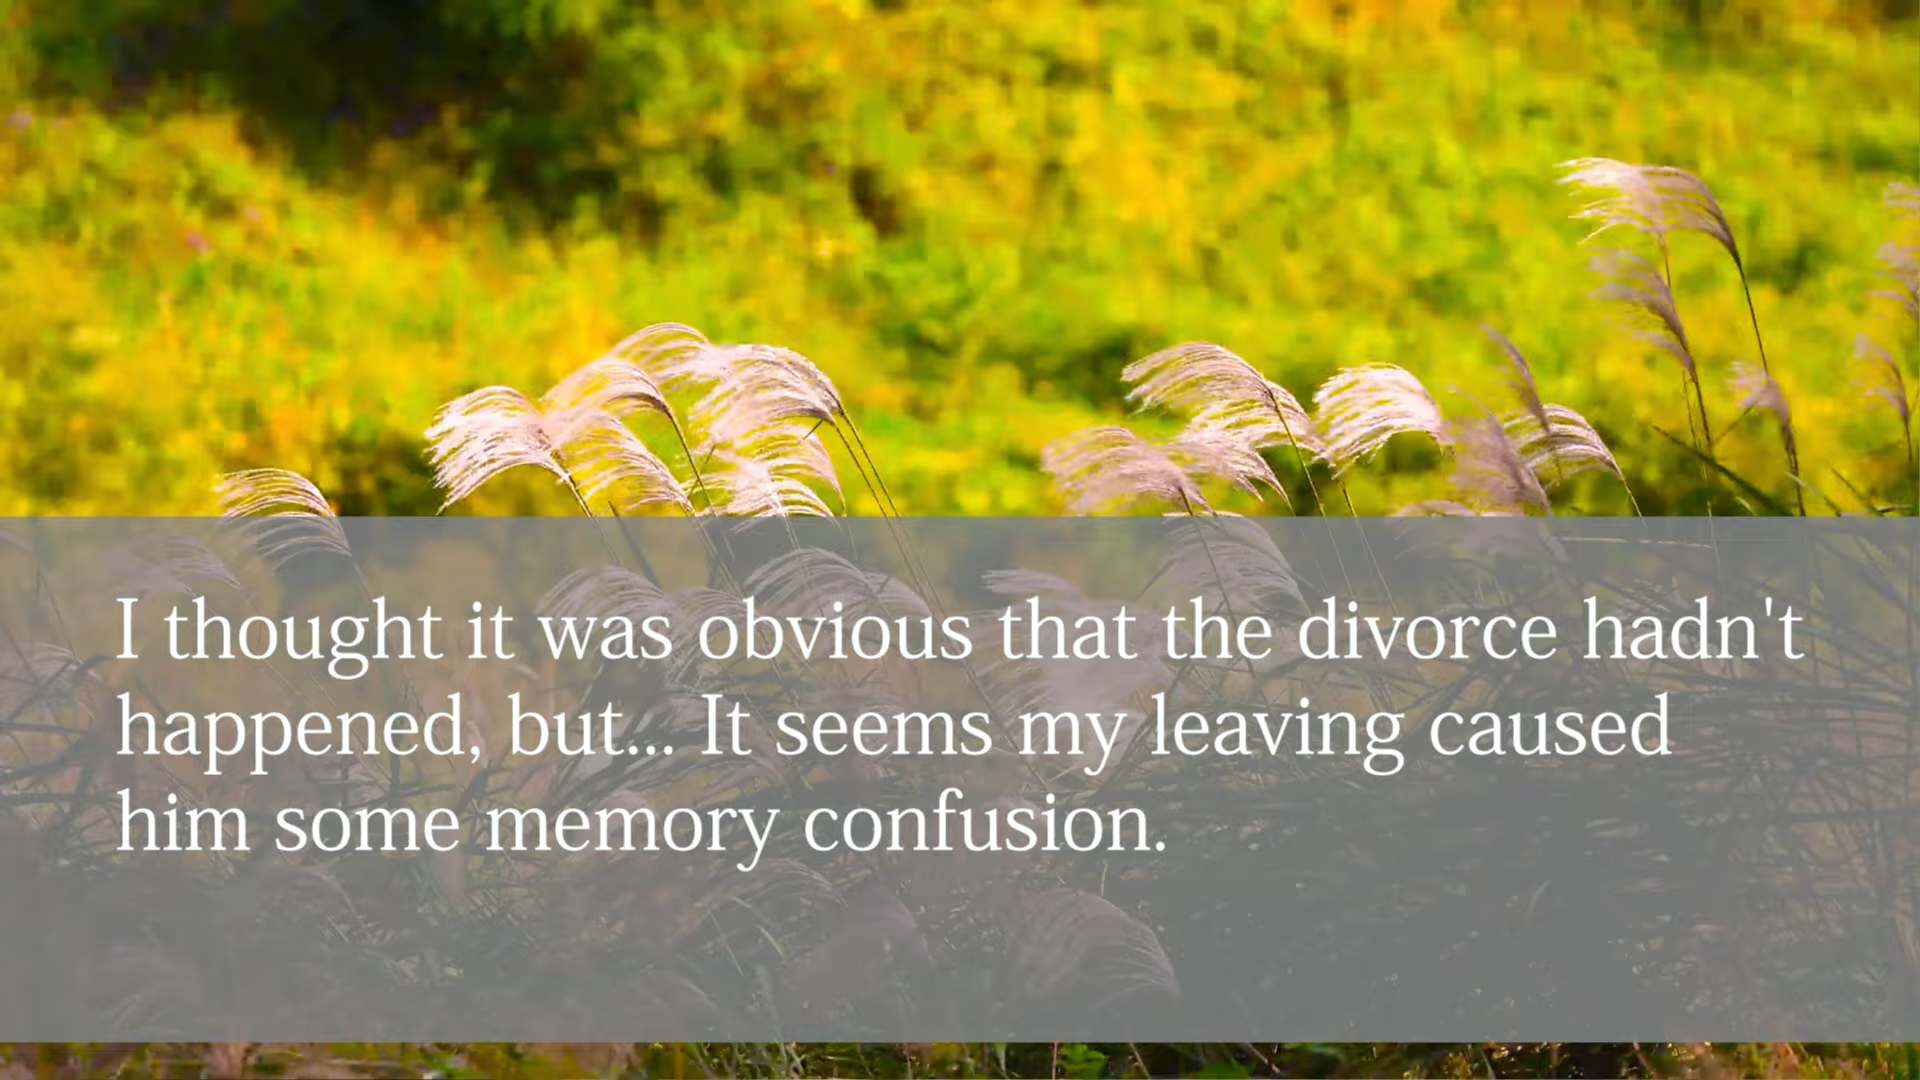 I thought it was obvious that the divorce hadn't
happened, but... It seems my leaving caused
him some memory confusion.